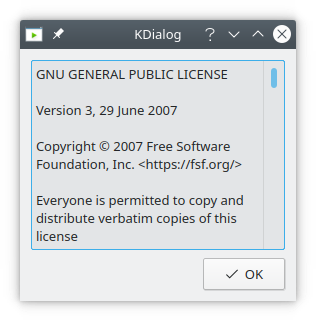 KDialog
GNU GENERAL PUBLIC LICENSE
Version 3, 29 June 2007
Copyright © 2007 Free Software
Foundation, Inc. <https://fsf.org/>
Everyone is permitted to copy and
distribute verbatim copies of this
license
OK